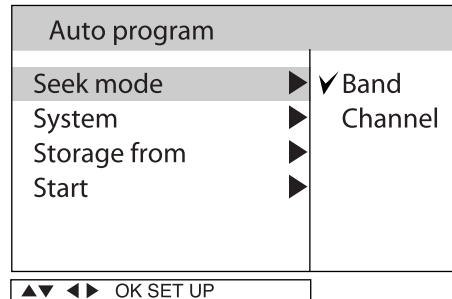 Auto program
Seek mode ▶ ✔ Band
System ▶ Channel
Storage from ▶
Start ▶
▲▼ ◀▶ OK SET UP